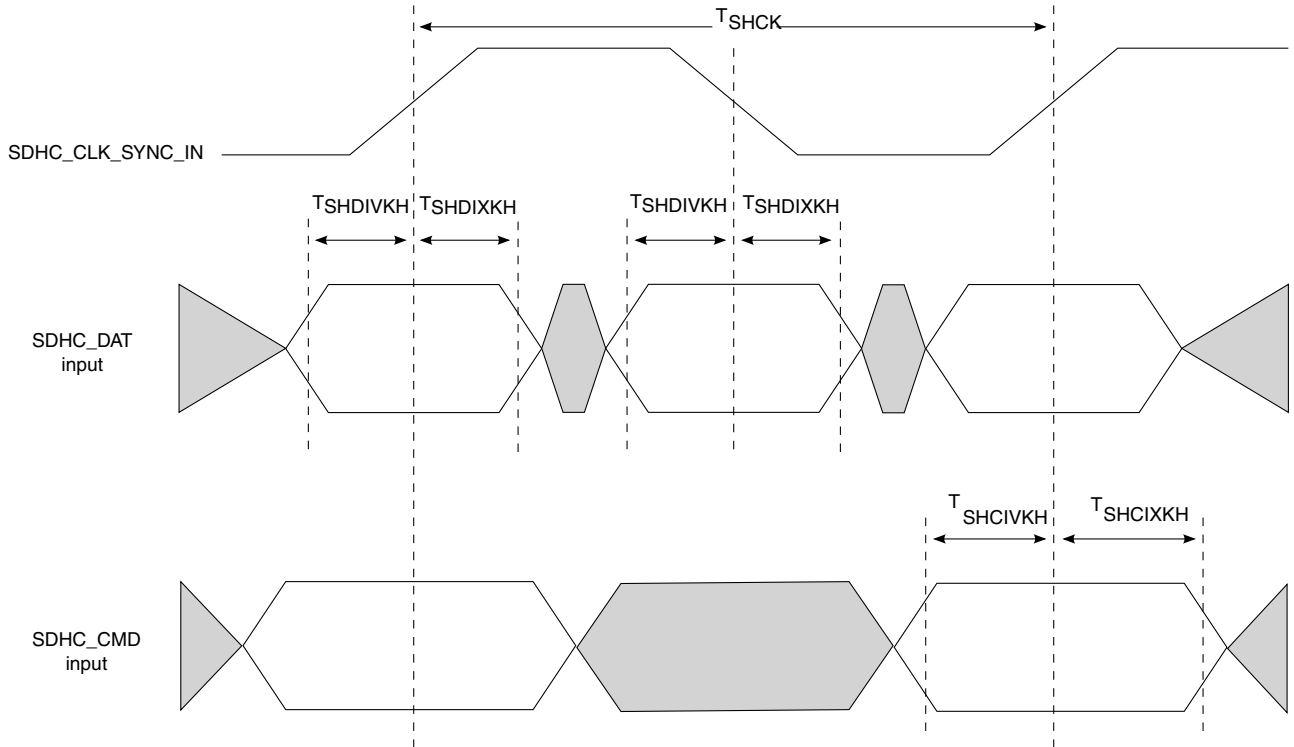 TSHCK
SDHC_CLK_SYNC_IN
TSHDIVKH TSHDIXKH TSHDIVKH TSHDIXKH
SDHC_DAT
input
TSHCIVKH TSHCIXKH
SDHC_CMD
input